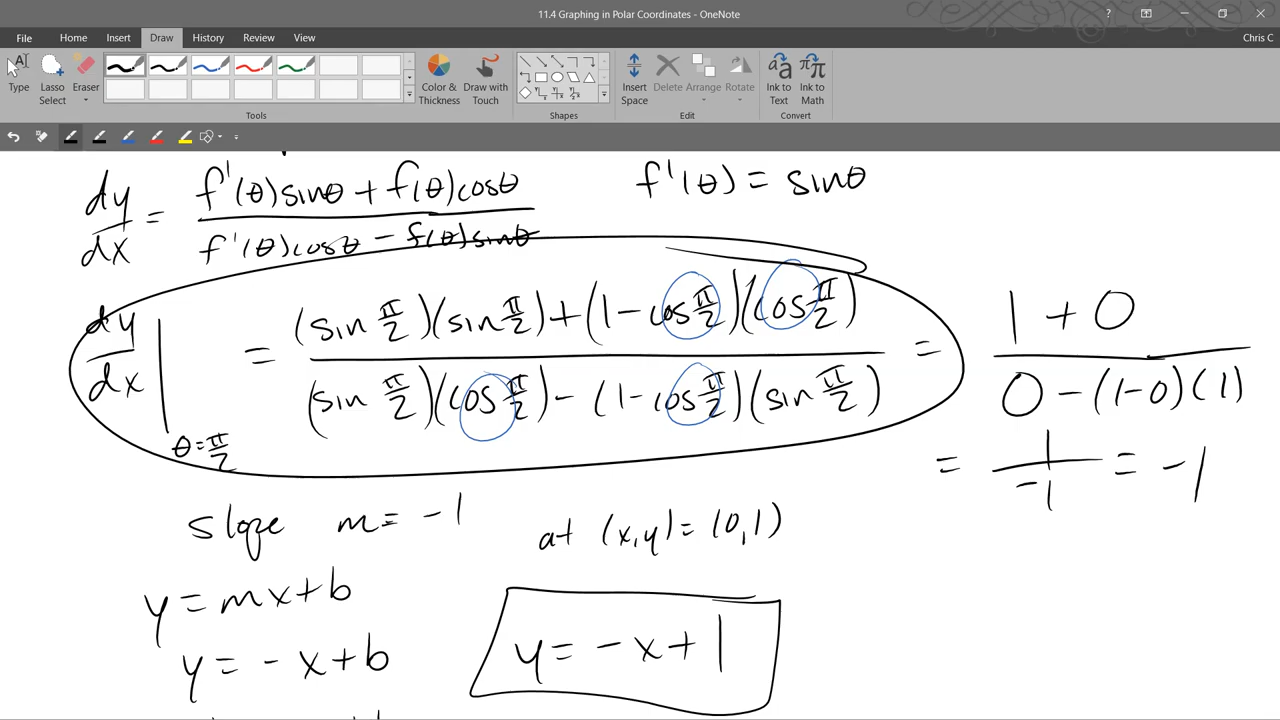 11.4 Graphing in Polar Coordinates - OneNote
?
File Home Insert Draw History Review View
Chris C
Type
Lasso Select
Eraser
Color & Thickness
Draw with Touch
Insert Space
Delete
Arrange
Rotate
Ink to Text
Ink to Math
Tools
Shapes
Edit
Convert
dy/dx = (f'(θ)sinθ + f(θ)cosθ)/(f'(θ)cosθ - f(θ)sinθ) f'(θ) = sinθ
dy/dx | θ=π/2 = ((sin π/2)(sin π/2) + (1 - cos π/2)(cos π/2))/((sin π/2)(cos π/2) - (1 - cos π/2)(sin π/2)) = (1 + 0)/(0 - (1-0)(1))
= 1/-1 = -1
slope m = -1 at (x,y) = (0,1)
y = mx+b
y = -x+b
y = -x+1